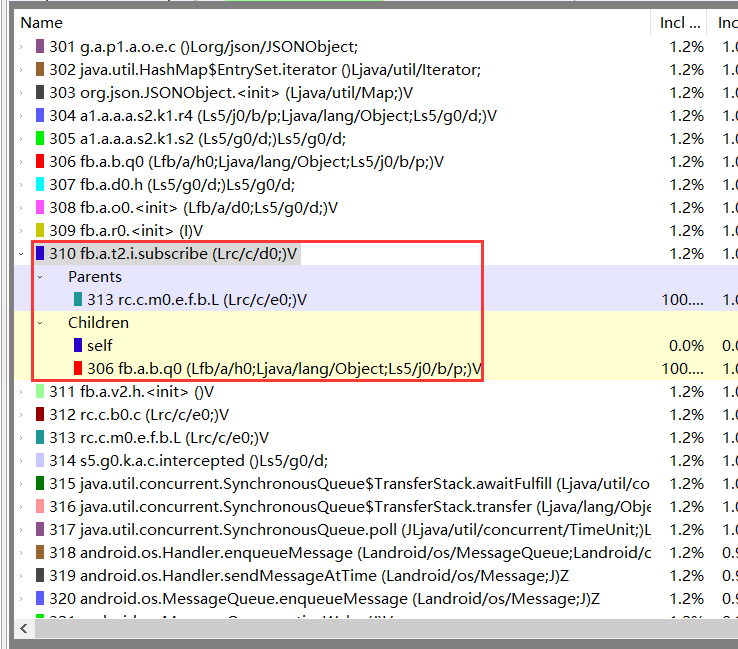 Name Incl ... Inc
301 g.a.p1.a.o.e.c ()Lorg/json/JSONObject; 1.2% 1.0
302 java.util.HashMap$EntrySet.iterator ()Ljava/util/Iterator; 1.2% 1.0
303 org.json.JSONObject.<init> (Ljava/util/Map;)V 1.2% 1.0
304 a1.a.a.a.s2.k1.r4 (Ls5/j0/b/p;Ljava/lang/Object;Ls5/g0/d;)V 1.2% 1.0
305 a1.a.a.a.s2.k1.s2 (Ls5/g0/d;)Ls5/g0/d; 1.2% 1.0
306 fb.a.b.q0 (Lfb/a/h0;Ljava/lang/Object;Ls5/j0/b/p;)V 1.2% 1.0
307 fb.a.d0.h (Ls5/g0/d;)Ls5/g0/d; 1.2% 1.0
308 fb.a.o0.<init> (Lfb/a/d0;Ls5/g0/d;)V 1.2% 1.0
309 fb.a.r0.<init> (I)V 1.2% 1.0
310 fb.a.t2.i.subscribe (Lrc/c/d0;)V 1.2% 1.0
Parents
313 rc.c.m0.e.f.b.L (Lrc/c/e0;)V 100.... 1.0
Children
self 0.0% 0.0
306 fb.a.b.q0 (Lfb/a/h0;Ljava/lang/Object;Ls5/j0/b/p;)V 100.... 1.0
311 fb.a.v2.h.<init> ()V 1.2% 1.0
312 rc.c.b0.c (Lrc/c/e0;)V 1.2% 1.0
313 rc.c.m0.e.f.b.L (Lrc/c/e0;)V 1.2% 1.0
314 s5.g0.k.a.c.intercepted ()Ls5/g0/d; 1.2% 1.0
315 java.util.concurrent.SynchronousQueue$TransferStack.awaitFulfill (Ljava/util/co 1.2% 1.0
316 java.util.concurrent.SynchronousQueue$TransferStack.transfer (Ljava/lang/Obje 1.2% 1.0
317 java.util.concurrent.SynchronousQueue.poll (JLjava/util/concurrent/TimeUnit;)L 1.2% 1.0
318 android.os.Handler.enqueueMessage (Landroid/os/MessageQueue;Landroid/c 1.2% 0.9
319 android.os.Handler.sendMessageAtTime (Landroid/os/Message;J)Z 1.2% 0.9
320 android.os.MessageQueue.enqueueMessage (Landroid/os/Message;J)Z 1.2% 0.9